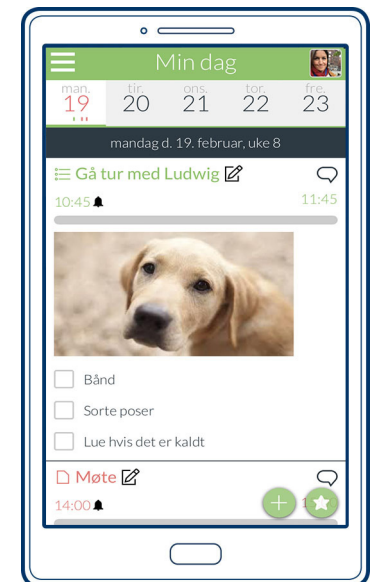 Min dag
man. tir. ons. tor. fre.
19 20 21 22 23
mandag d. 19. februar, uke 8
Gå tur med Ludwig
10:45 11:45
Bånd
Sorte poser
Lue hvis det er kaldt
Møte
14:00